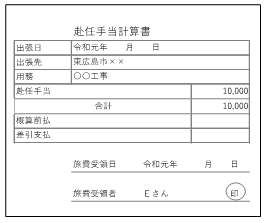 赴任手当計算書
出張日 令和元年 月 日
出張先 東広島市××
用務 〇〇工事
赴任手当 10,000
合計 10,000
概算前払
差引支払
旅費受領日 令和元年 月 日
旅費受領者 Eさん 印